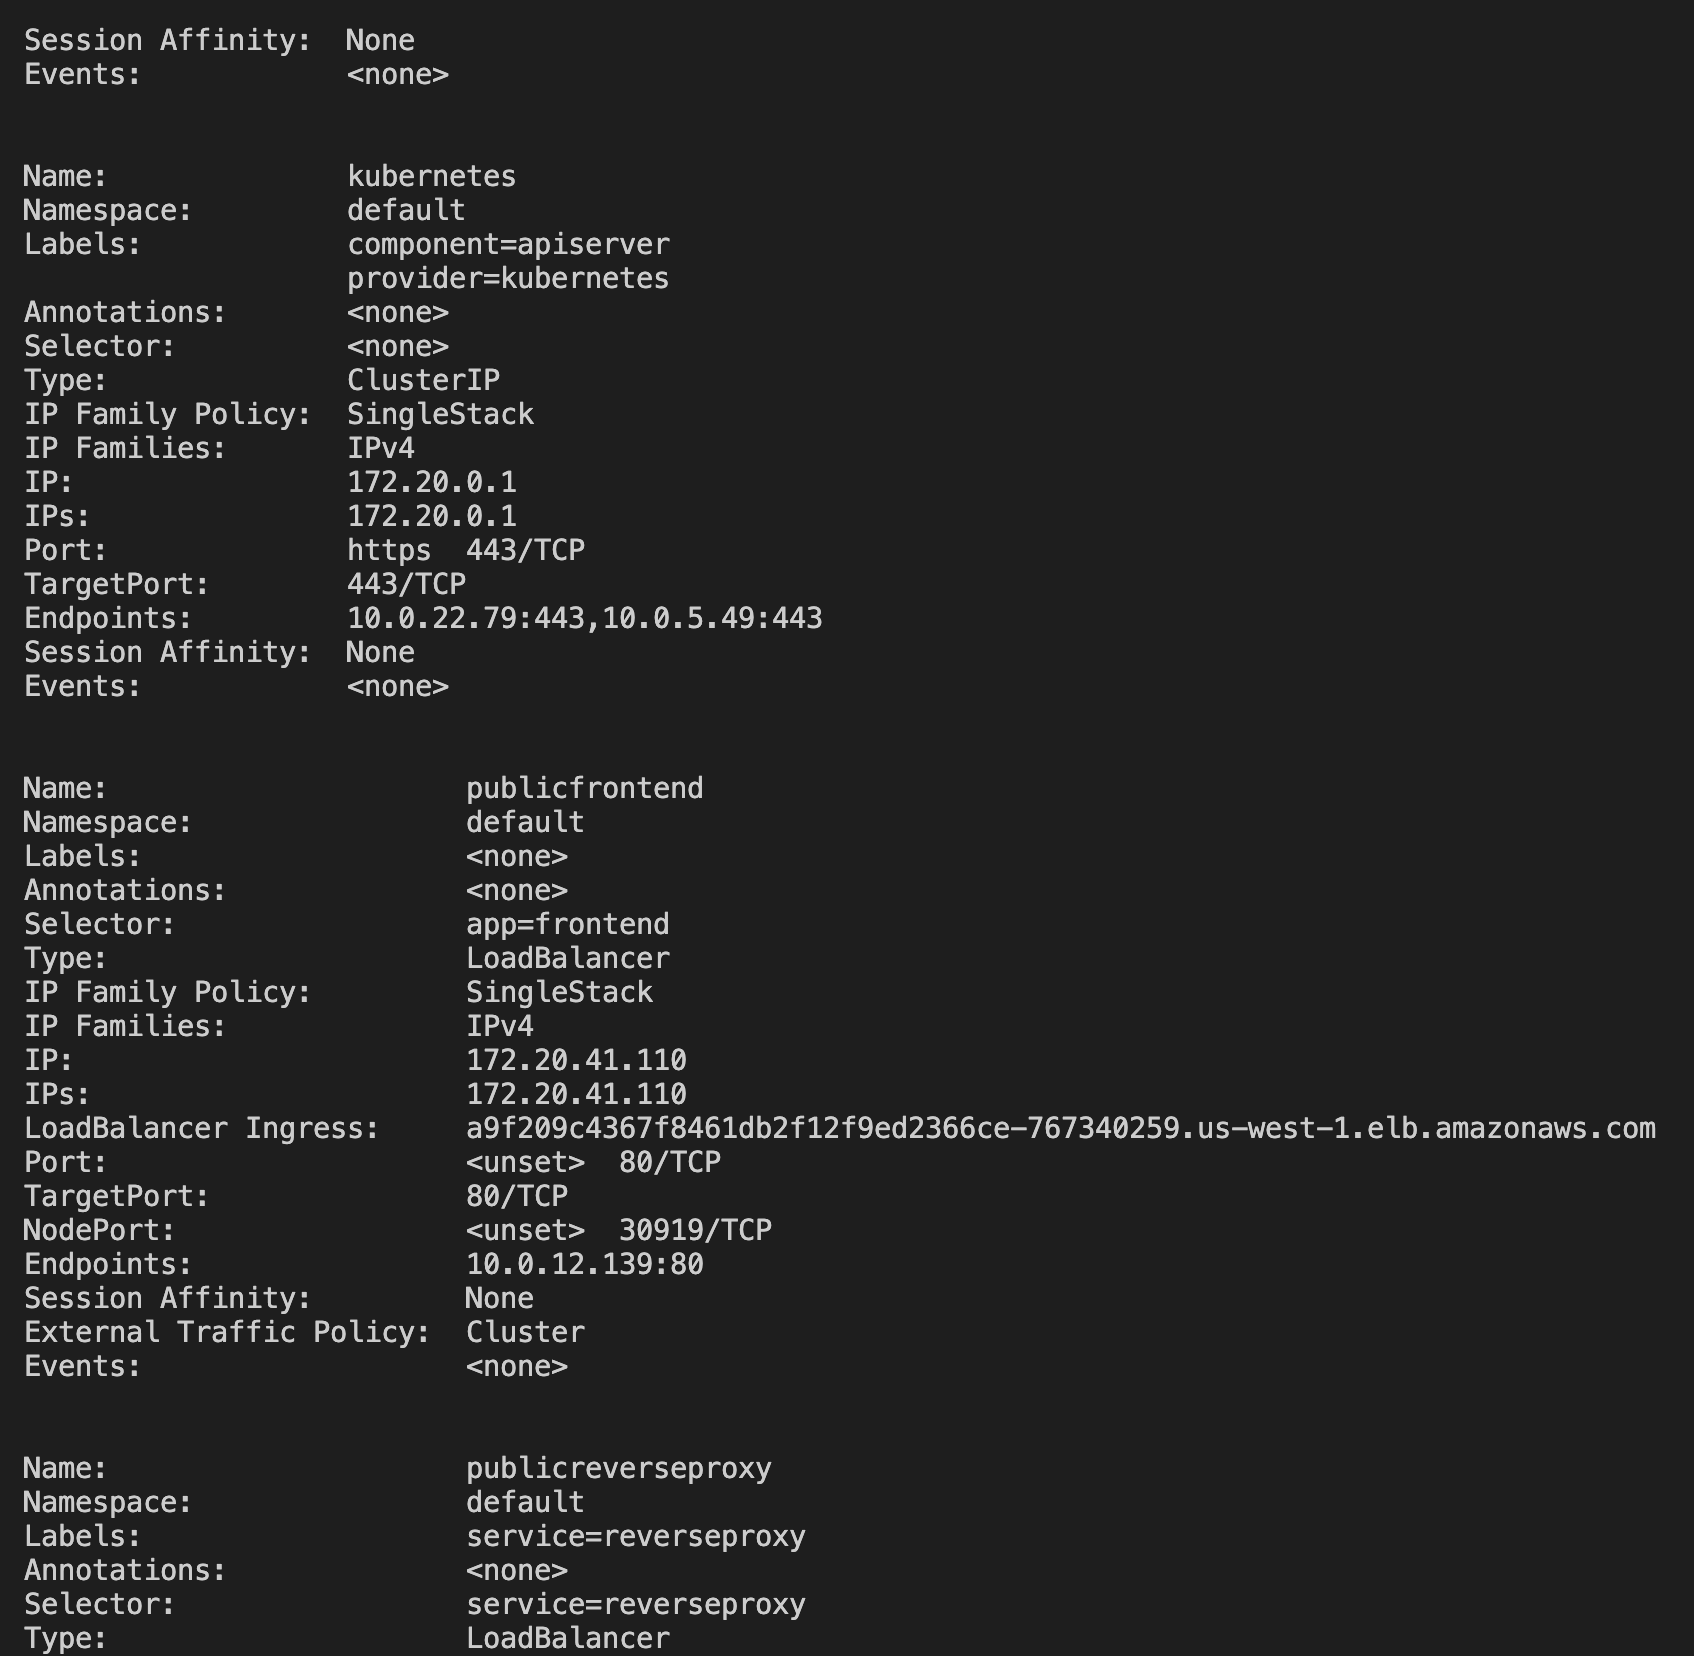 Session Affinity:  None
Events:            <none>
Name:              kubernetes
Namespace:         default
Labels:            component=apiserver
                   provider=kubernetes
Annotations:       <none>
Selector:          <none>
Type:              ClusterIP
IP Family Policy:  SingleStack
IP Families:       IPv4
IP:                172.20.0.1
IPs:               172.20.0.1
Port:              https  443/TCP
TargetPort:        443/TCP
Endpoints:         10.0.22.79:443,10.0.5.49:443
Session Affinity:  None
Events:            <none>
Name:                     publicfrontend
Namespace:                default
Labels:                   <none>
Annotations:              <none>
Selector:                 app=frontend
Type:                     LoadBalancer
IP Family Policy:         SingleStack
IP Families:              IPv4
IP:                       172.20.41.110
IPs:                      172.20.41.110
LoadBalancer Ingress:     a9f209c4367f8461db2f12f9ed2366ce-767340259.us-west-1.elb.amazonaws.com
Port:                     <unset>  80/TCP
TargetPort:               80/TCP
NodePort:                 <unset>  30919/TCP
Endpoints:                10.0.12.139:80
Session Affinity:         None
External Traffic Policy:  Cluster
Events:                   <none>
Name:                     publicreverseproxy
Namespace:                default
Labels:                   service=reverseproxy
Annotations:              <none>
Selector:                 service=reverseproxy
Type:                     LoadBalancer